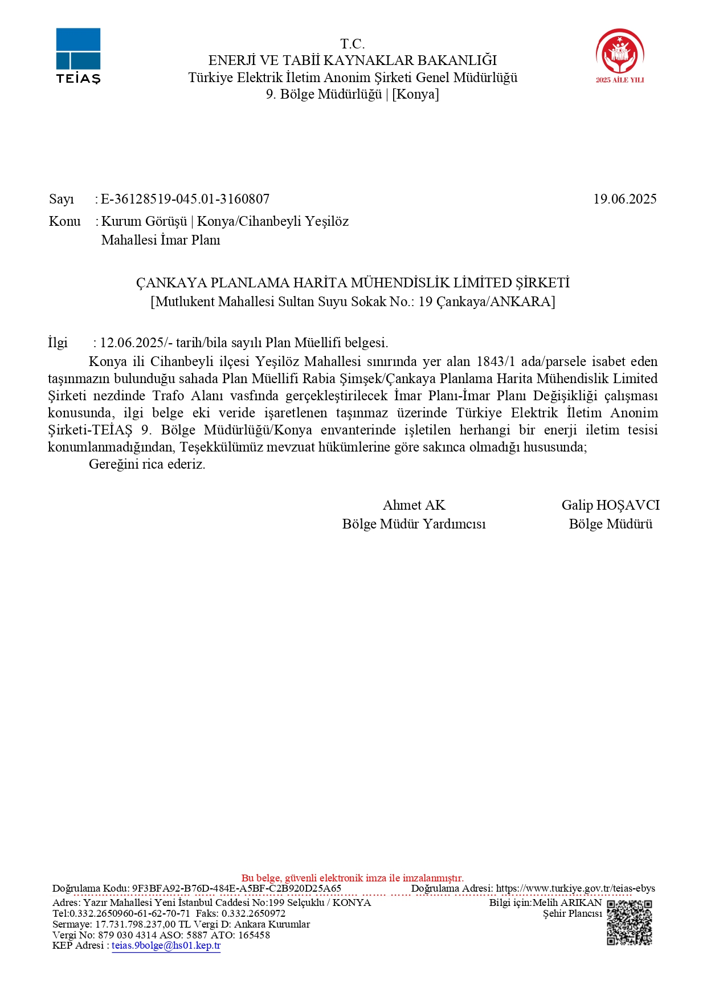 TEİAŞ
T.C.
ENERJİ VE TABİİ KAYNAKLAR BAKANLIĞI
Türkiye Elektrik İletim Anonim Şirketi Genel Müdürlüğü
9. Bölge Müdürlüğü | [Konya]
2025 AİLE YILI
Sayı : E-36128519-045.01-3160807 19.06.2025
Konu : Kurum Görüşü | Konya/Cihanbeyli Yeşilöz
Mahallesi İmar Planı
ÇANKAYA PLANLAMA HARİTA MÜHENDİSLİK LİMİTED ŞİRKETİ
[Mutlukent Mahallesi Sultan Suyu Sokak No.: 19 Çankaya/ANKARA]
İlgi : 12.06.2025/- tarih/bila sayılı Plan Müellifi belgesi.
Konya ili Cihanbeyli ilçesi Yeşilöz Mahallesi sınırında yer alan 1843/1 ada/parsele isabet eden
taşınmazın bulunduğu sahada Plan Müellifi Rabia Şimşek/Çankaya Planlama Harita Mühendislik Limited
Şirketi nezdinde Trafo Alanı vasfında gerçekleştirilecek İmar Planı-İmar Planı Değişikliği çalışması
konusunda, ilgi belge eki veride işaretlenen taşınmaz üzerinde Türkiye Elektrik İletim Anonim
Şirketi-TEİAŞ 9. Bölge Müdürlüğü/Konya envanterinde işletilen herhangi bir enerji iletim tesisi
konumlanmadığından, Teşekkülümüz mevzuat hükümlerine göre sakınca olmadığı hususunda;
Gereğini rica ederiz.
Ahmet AK Galip HOŞAVCI
Bölge Müdür Yardımcısı Bölge Müdürü
Bu belge, güvenli elektronik imza ile imzalanmıştır.
Doğrulama Kodu: 9F3BFA92-B76D-484E-A5BF-C2B920D25A65 Doğrulama Adresi: https://www.turkiye.gov.tr/teias-ebys
Adres: Yazır Mahallesi Yeni İstanbul Caddesi No:199 Selçuklu / KONYA Bilgi için:Melih ARIKAN
Tel:0.332.2650960-61-62-70-71 Faks: 0.332.2650972 Şehir Plancısı
Sermaye: 17.731.798.237,00 TL Vergi D: Ankara Kurumlar
Vergi No: 879 030 4314 ASO: 5887 ATO: 165458
KEP Adresi : teias.9bolge@hs01.kep.tr